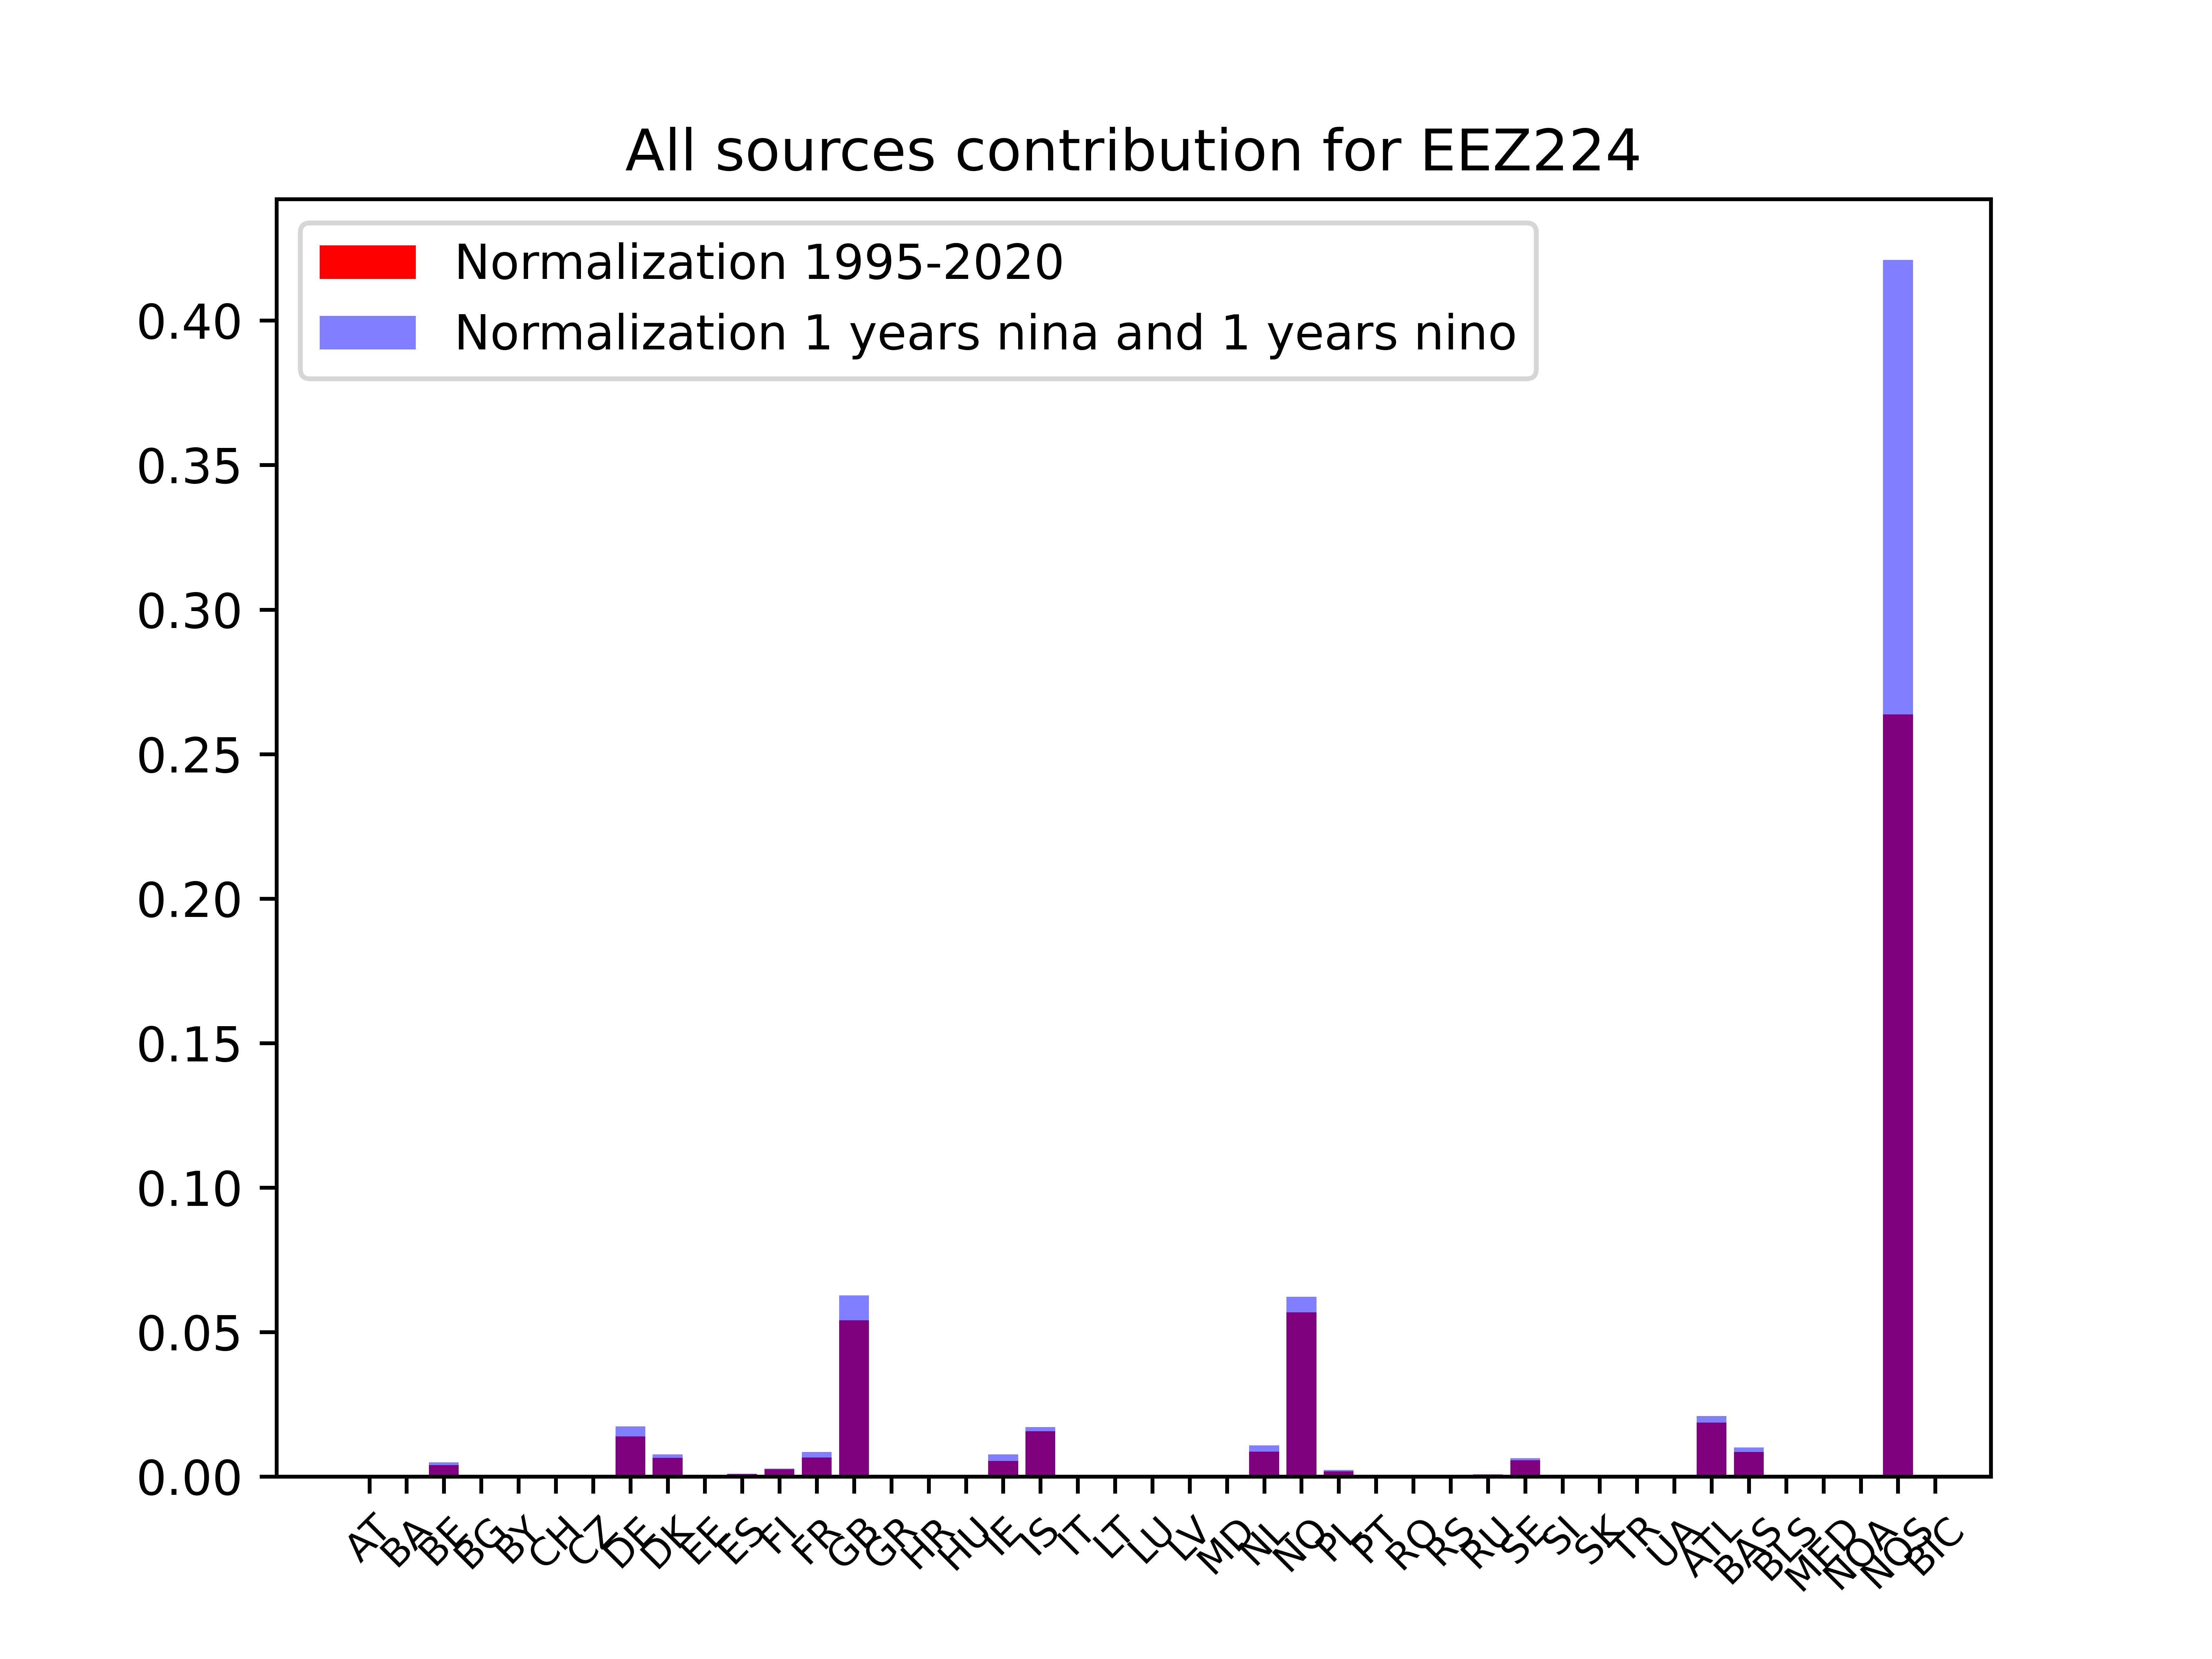 All sources contribution for EEZ224
Normalization 1995-2020
Normalization 1 years nina and 1 years nino
0.40
0.35
0.30
0.25
0.20
0.15
0.10
0.05
0.00
AT
BA
BE
BG
BY
CH
CZ
DE
DK
EE
ES
FI
FR
GB
GR
HR
HU
IE
IS
IT
LT
LU
LV
MD
NL
NO
PL
PT
RO
RS
RU
SE
SI
SK
TR
UA
ATL
BAS
BLS
MED
NOA
NOS
BIC